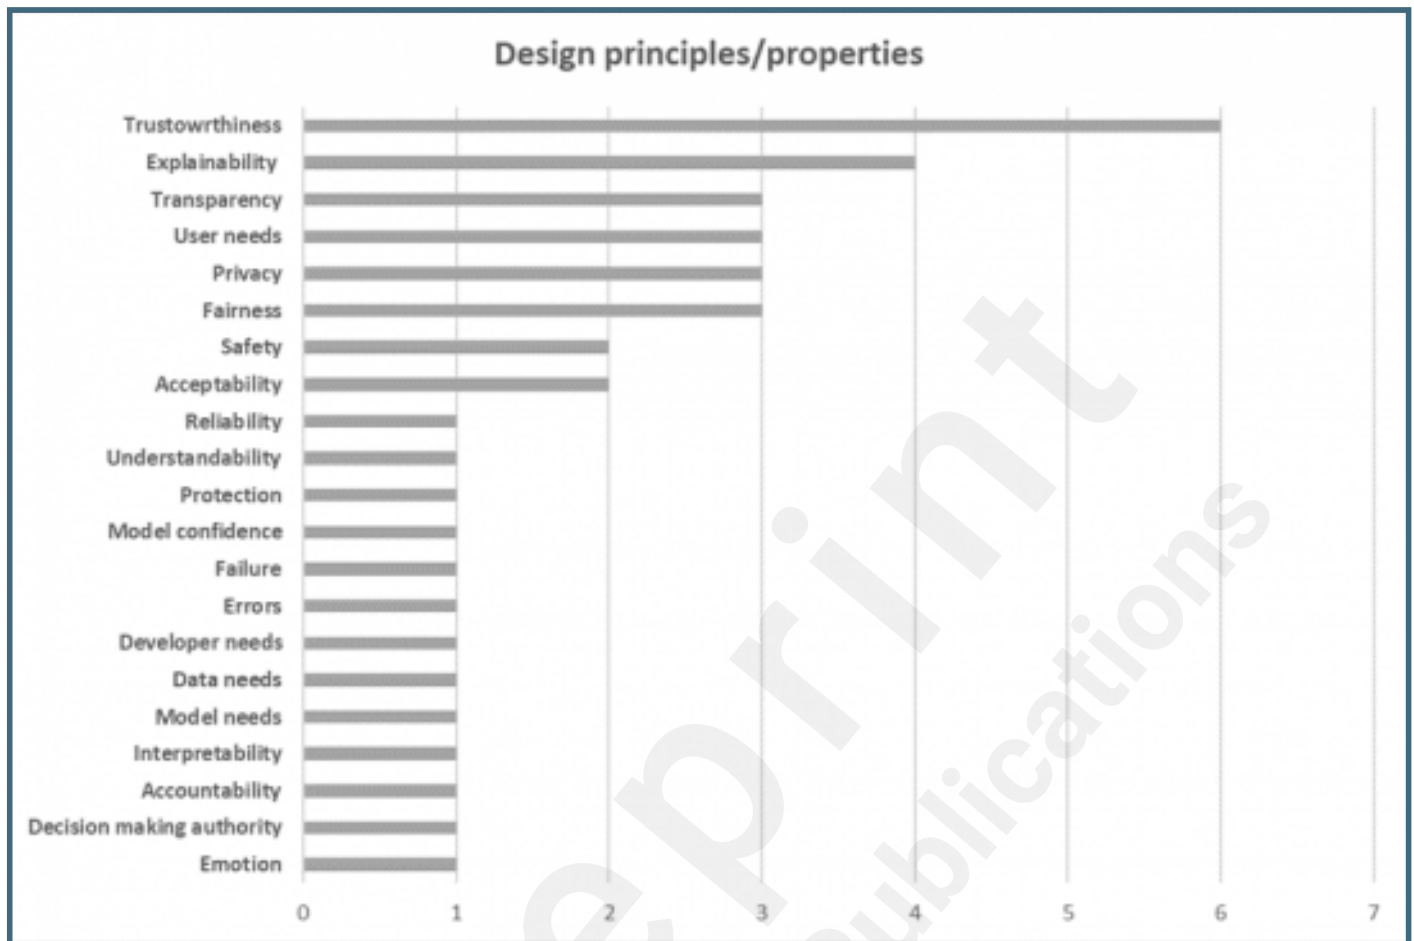 Design principles/properties
Trustowrthiness
Explainability
Transparency
User needs
Privacy
Fairness
Safety
Acceptability
Reliability
Understandability
Protection
Model confidence
Failure
Errors
Developer needs
Data needs
Model needs
Interpretability
Accountability
Decision making authority
Emotion
0 1 2 3 4 5 6 7
eprint
ublications